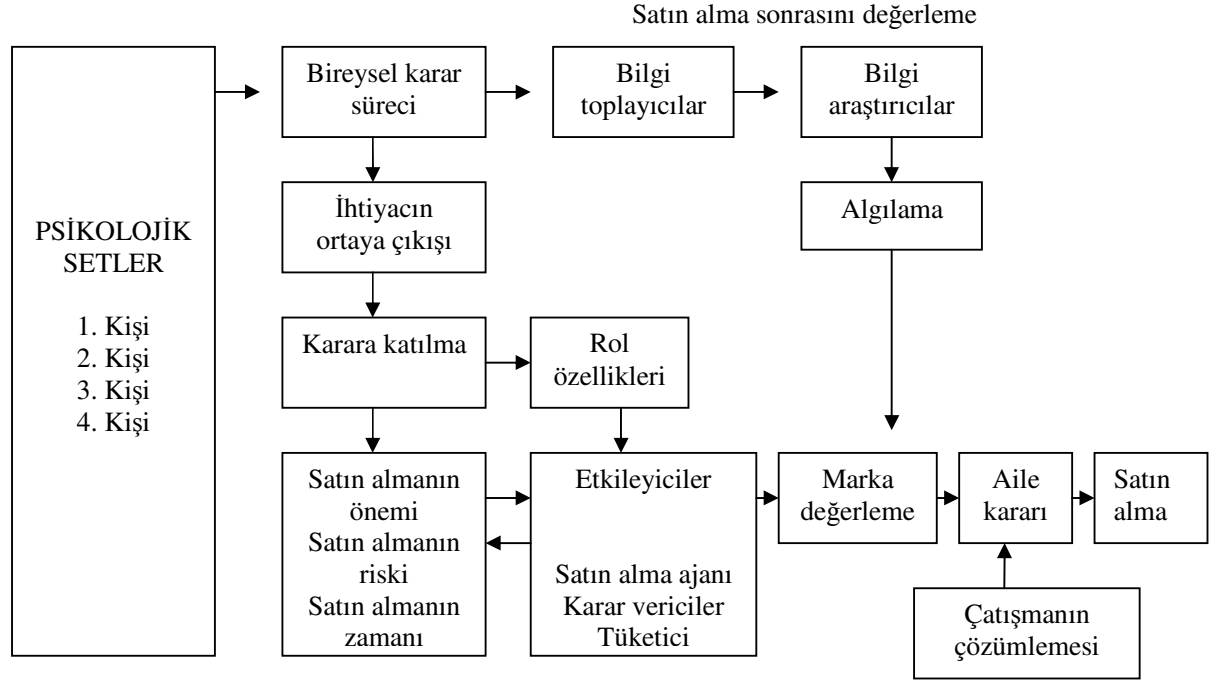 Satın alma sonrasını değerleme
Bireysel karar
süreci
Bilgi
toplayıcılar
Bilgi
araştırıcılar
PSİKOLOJİK
SETLER
1. Kişi
2. Kişi
3. Kişi
4. Kişi
İhtiyacın
ortaya çıkışı
Algılama
Karara katılma
Rol
özellikleri
Satın almanın
önemi
Satın almanın
riski
Satın almanın
zamanı
Etkileyiciler
Satın alma ajanı
Karar vericiler
Tüketici
Marka
değerleme
Aile
kararı
Satın
alma
Çatışmanın
çözümlemesi